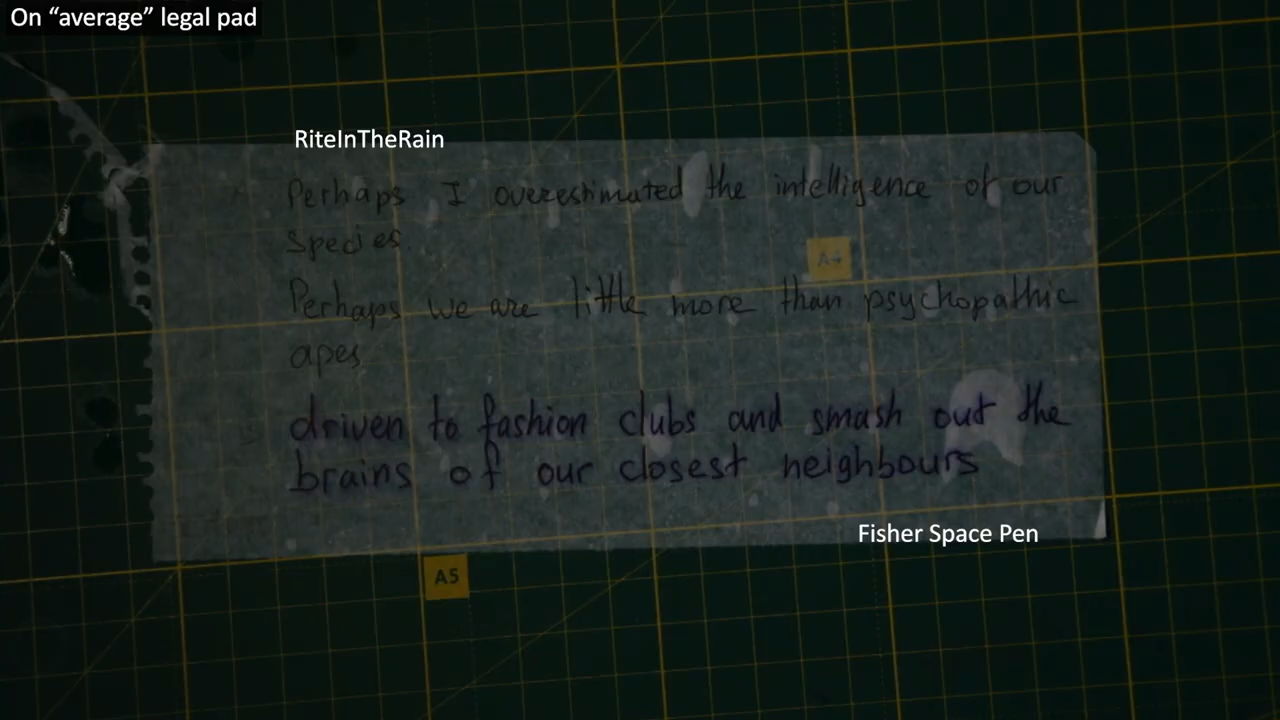 On “average” legal pad
RiteInTheRain
Perhaps I overestimated the intelligence of our
species.
Perhaps we are little more than psychopathic
A4
apes
driven to fashion clubs and smash out the
brains of our closest neighbours
Fisher Space Pen
A5